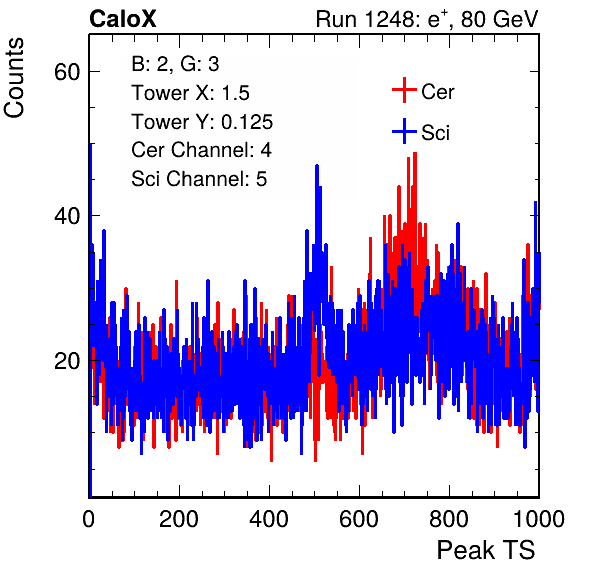 CaloX Run 1248: e⁺, 80 GeV
Counts
B: 2, G: 3
Tower X: 1.5
Tower Y: 0.125
Cer Channel: 4
Sci Channel: 5
Cer
Sci
60
40
20
0 200 400 600 800 1000
Peak TS